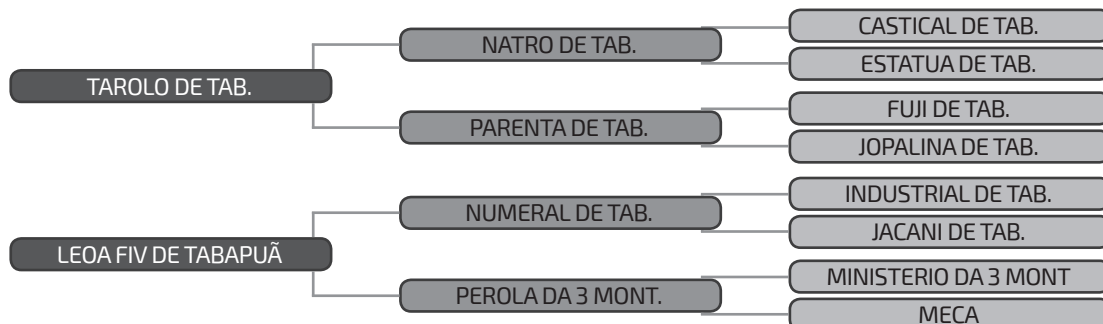 CASTICAL DE TAB.
NATRO DE TAB.
ESTATUA DE TAB.
TAROLO DE TAB.
FUJI DE TAB.
PARENTA DE TAB.
JOPALINA DE TAB.
INDUSTRIAL DE TAB.
NUMERAL DE TAB.
JACANI DE TAB.
LEOA FIV DE TABAPUÃ
MINISTERIO DA 3 MONT
PEROLA DA 3 MONT.
MECA